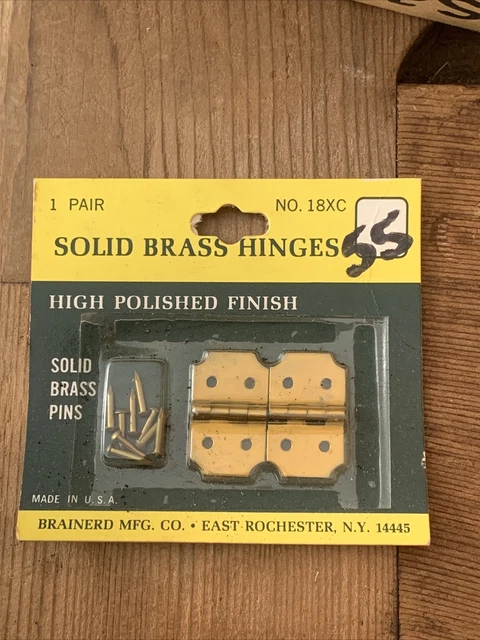 1 PAIR NO. 18XC
SOLID BRASS HINGES
55
HIGH POLISHED FINISH
SOLID
BRASS
PINS
MADE IN U.S.A.
BRAINERD MFG. CO. • EAST ROCHESTER, N.Y. 14445